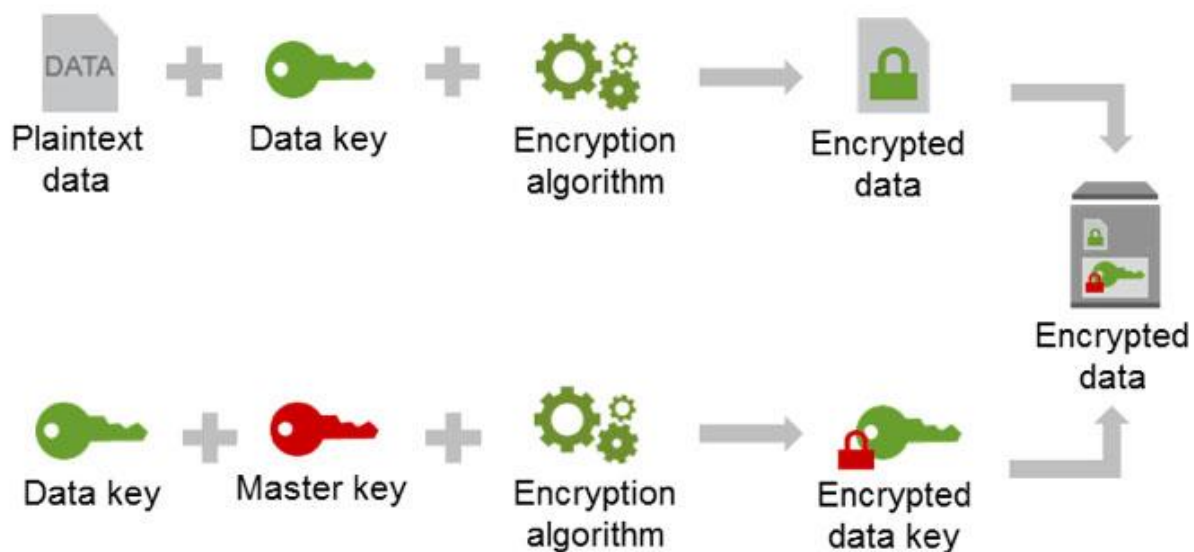 DATA
Plaintext
data
Data key
Encryption
algorithm
Encrypted
data
Encrypted
data
Data key
Master key
Encryption
algorithm
Encrypted
data key